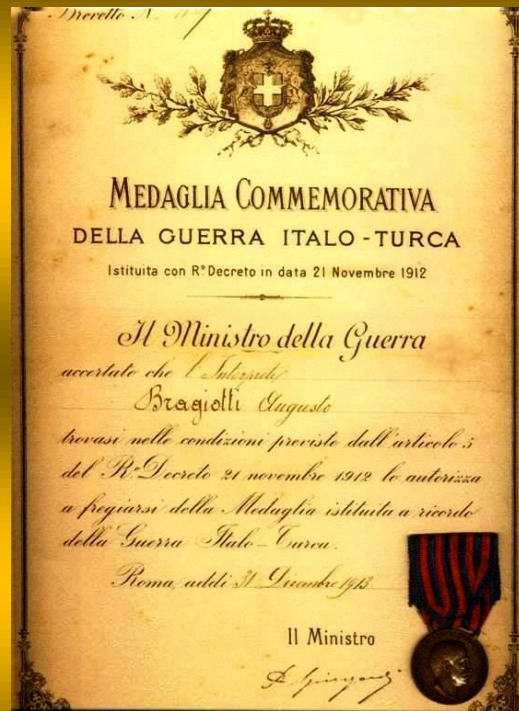 Brevetto N.
MEDAGLIA COMMEMORATIVA
DELLA GUERRA ITALO-TURCA
Istituita con R° Decreto in data 21 Novembre 1912
Il Ministro della Guerra
accertato che l'Interprete
Bragiotti Augusto
trovasi nelle condizioni previste dall'articolo 5
del R.° Decreto 21 novembre 1912 lo autorizza
a fregiarsi della Medaglia istituita a ricordo
della Guerra Italo-Turca.
Roma, addì 31 Dicembre 1913
Il Ministro